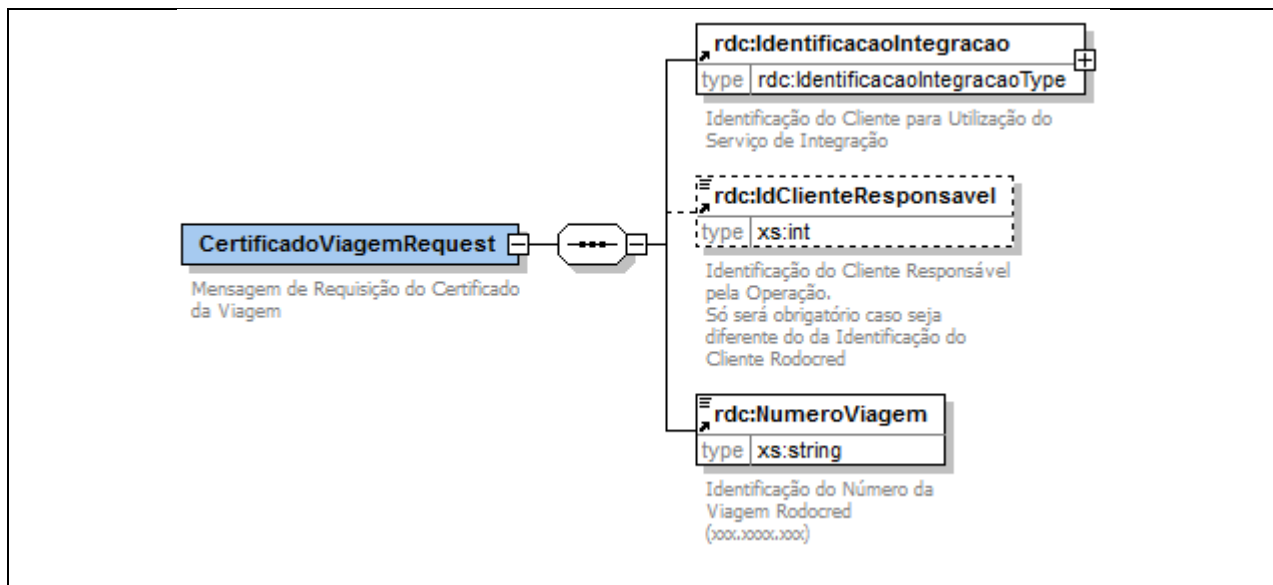 rdc:IdentificacaoIntegracao
type rdc:IdentificacaoIntegracaoType
Identificação do Cliente para Utilização do
Serviço de Integração
rdc:IdClienteResponsavel
type xs:int
Identificação do Cliente Responsável
pela Operação.
Só será obrigatório caso seja
diferente do da Identificação do
Cliente Rodocred
CertificadoViagemRequest
Mensagem de Requisição do Certificado
da Viagem
rdc:NumeroViagem
type xs:string
Identificação do Número da
Viagem Rodocred
(xxx.xxxx.xxx)